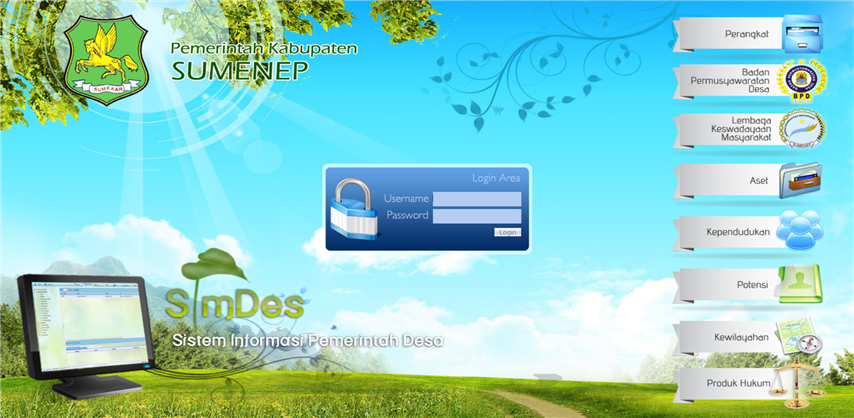 Pemerintah Kabupaten
SUMENEP
SUMEKAR
Login Area
Username
Password
Login
SimDes
Sistem Informasi Pemerintah Desa
Perangkat
Badan
Permusyawaratan
Desa
BPD
Lembaga
Keswadayaan
Masyarakat
Aset
Kependudukan
Potensi
Kewilayahan
Produk Hukum